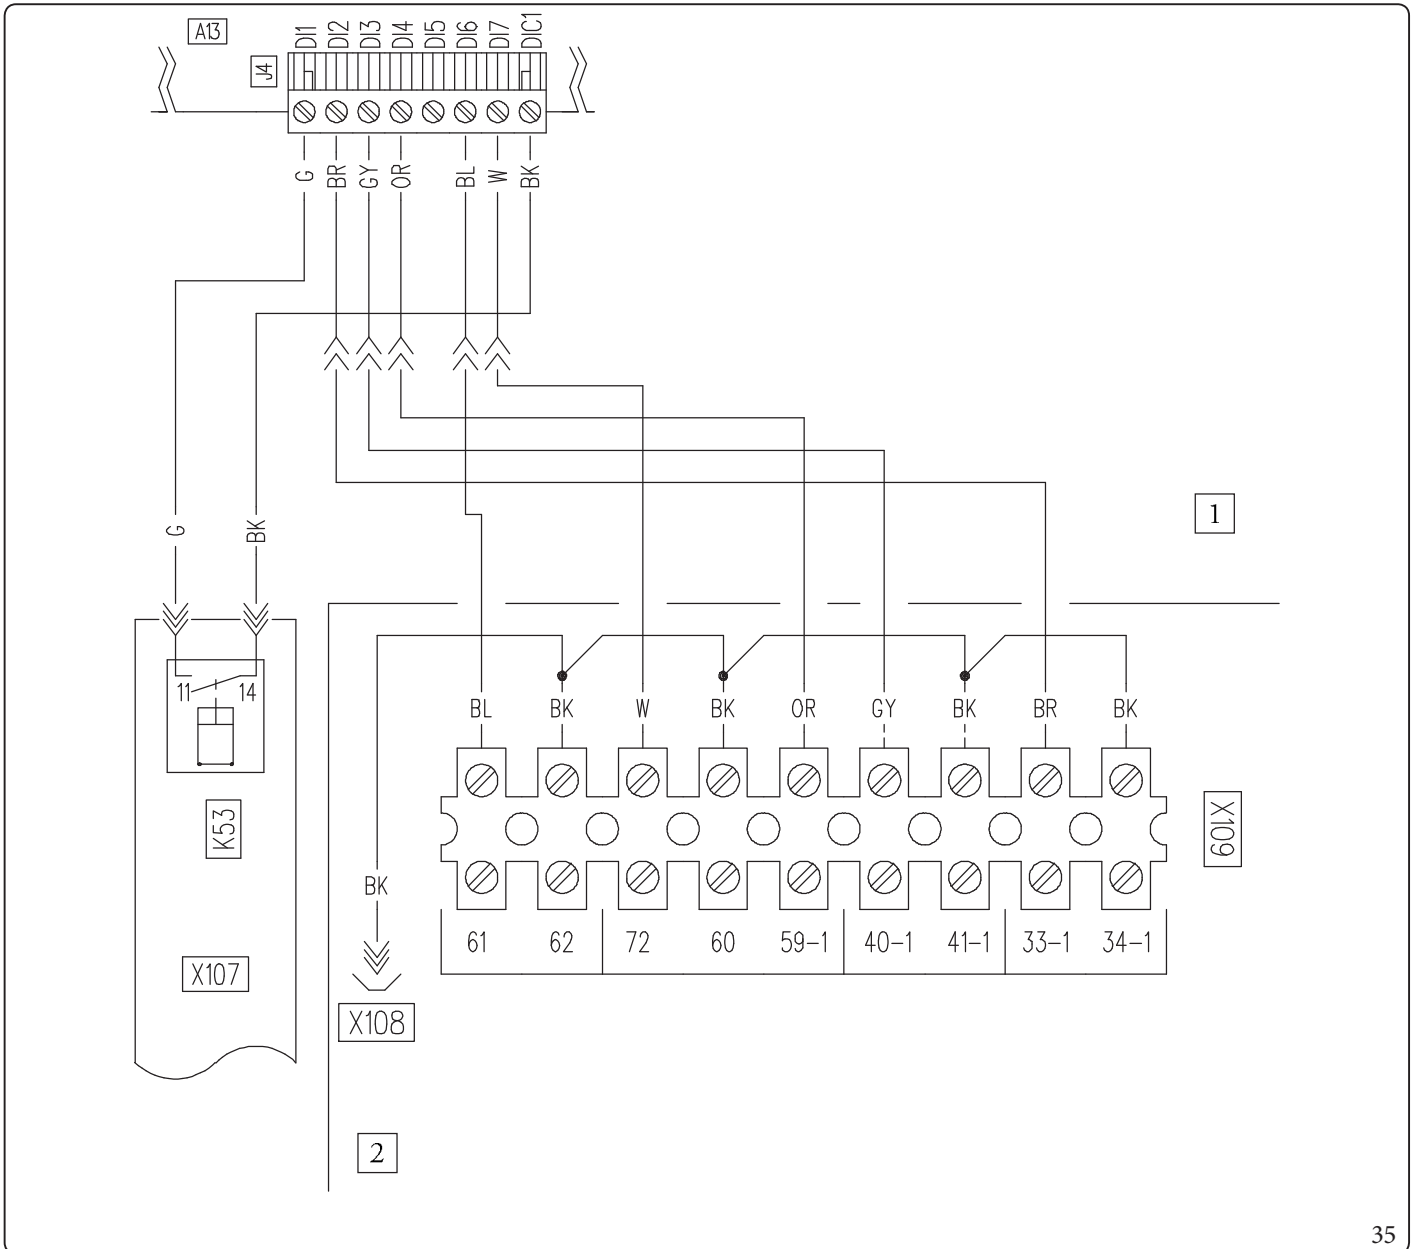 A13
J4
DI1 DI2 DI3 DI4 DI5 DI6 DI7 DIC1
G BR GY OR BL W BK
G BK
1
11 14
BL BK W BK OR GY BK BR BK
K53
X109
BK
61 62 72 60 59-1 40-1 41-1 33-1 34-1
X107
X108
2
35